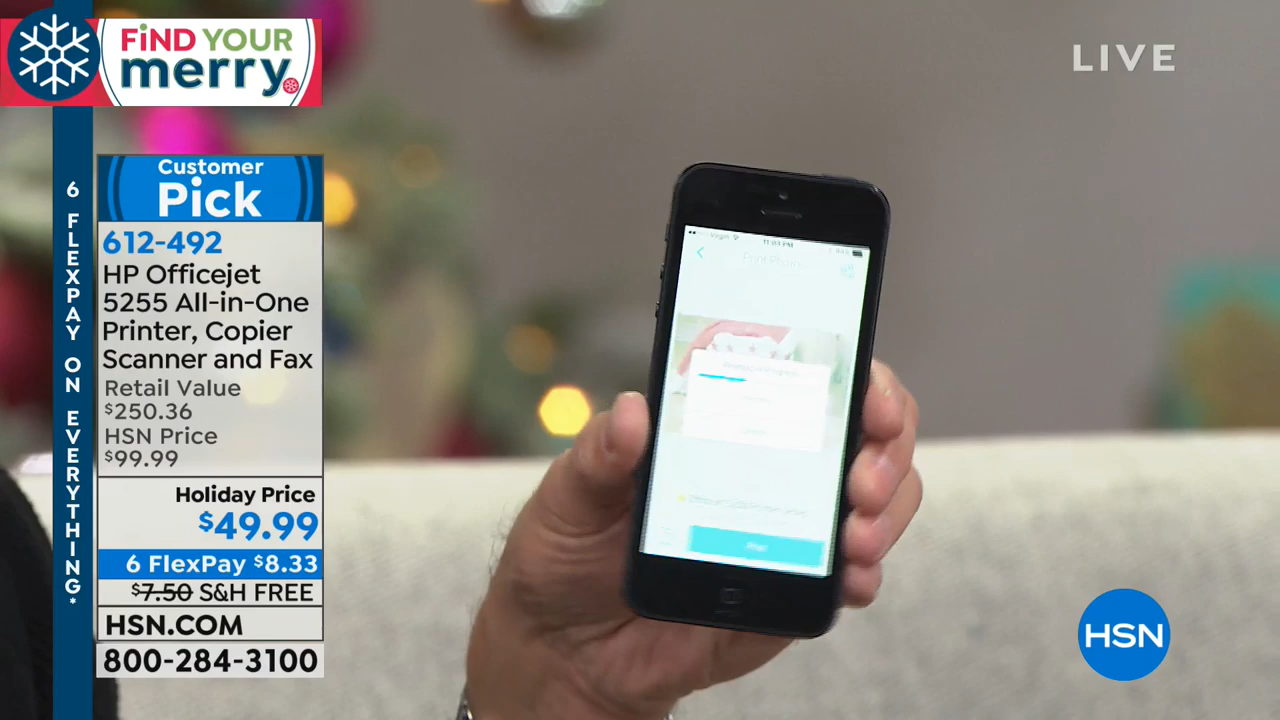 FiND YOUR
merry
LIVE
6 FLEXPAY ON EVERYTHING*
Customer
Pick
612-492
HP Officejet
5255 All-in-One
Printer, Copier
Scanner and Fax
Retail Value
$250.36
HSN Price
$99.99
Holiday Price
$49.99
6 FlexPay $8.33
$7.50 S&H FREE
HSN.COM
800-284-3100
Print
HSN